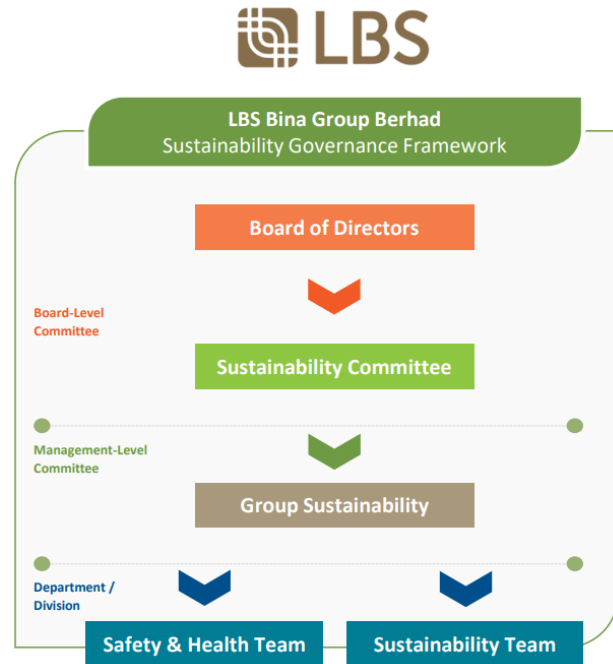 LBS
LBS Bina Group Berhad
Sustainability Governance Framework
Board of Directors
Board-Level
Committee
Sustainability Committee
Management-Level
Committee
Group Sustainability
Department /
Division
Safety & Health Team
Sustainability Team